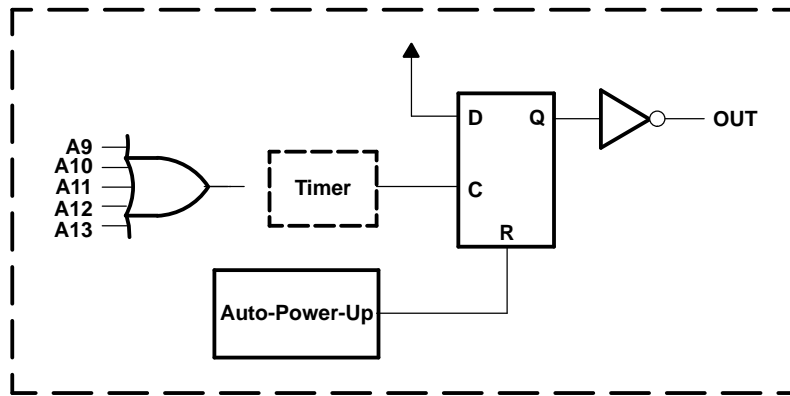 A9
A10
A11
A12
A13
Timer
D
Q
C
R
OUT
Auto-Power-Up